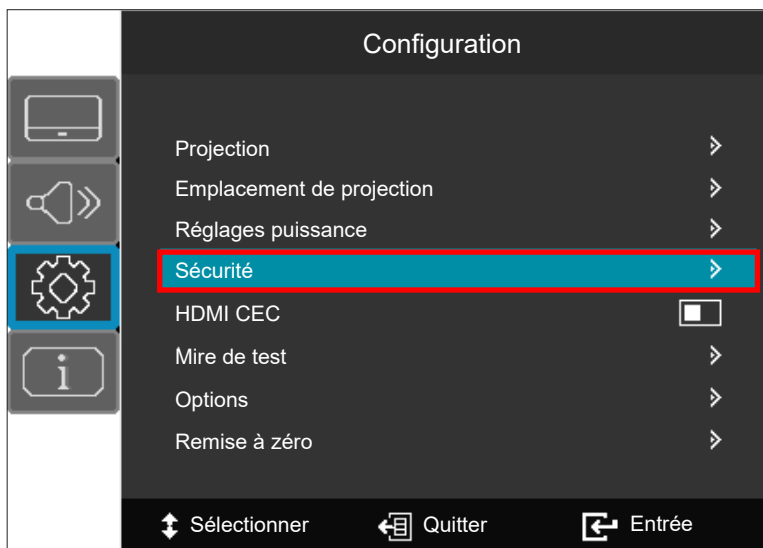 Configuration
Projection
Emplacement de projection
Réglages puissance
Sécurité
HDMI CEC
Mire de test
Options
Remise à zéro
Sélectionner Quitter Entrée